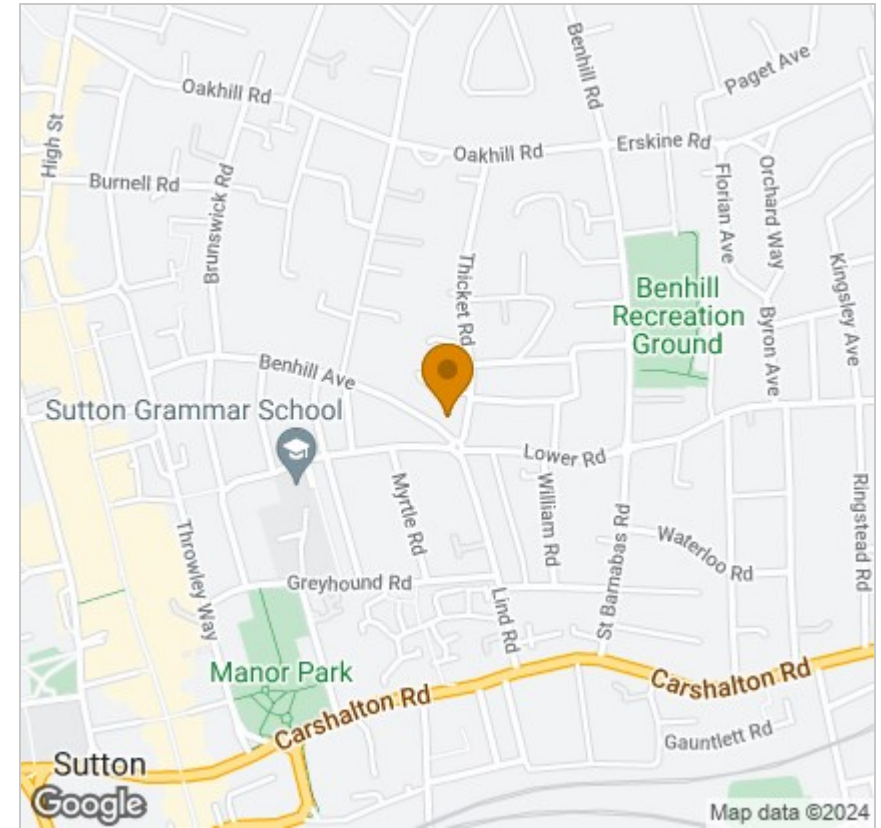 Benhill Rd
Paget Ave
Oakhill Rd
High St
Erskine Rd
Oakhill Rd
Burnell Rd
Brunswick Rd
Florian Ave
Orchard Way
Thicket Rd
Kingsley Ave
Benhill
Recreation
Ground
Byron Ave
Benhill Ave
Sutton Grammar School
Lower Rd
Myrtle Rd
William Rd
Ringstead Rd
Throwley Way
Waterloo Rd
Greyhound Rd
Lind Rd
St Barnabas Rd
Manor Park
Carshalton Rd
Carshalton Rd
Gauntlett Rd
Sutton
Google
Map data ©2024